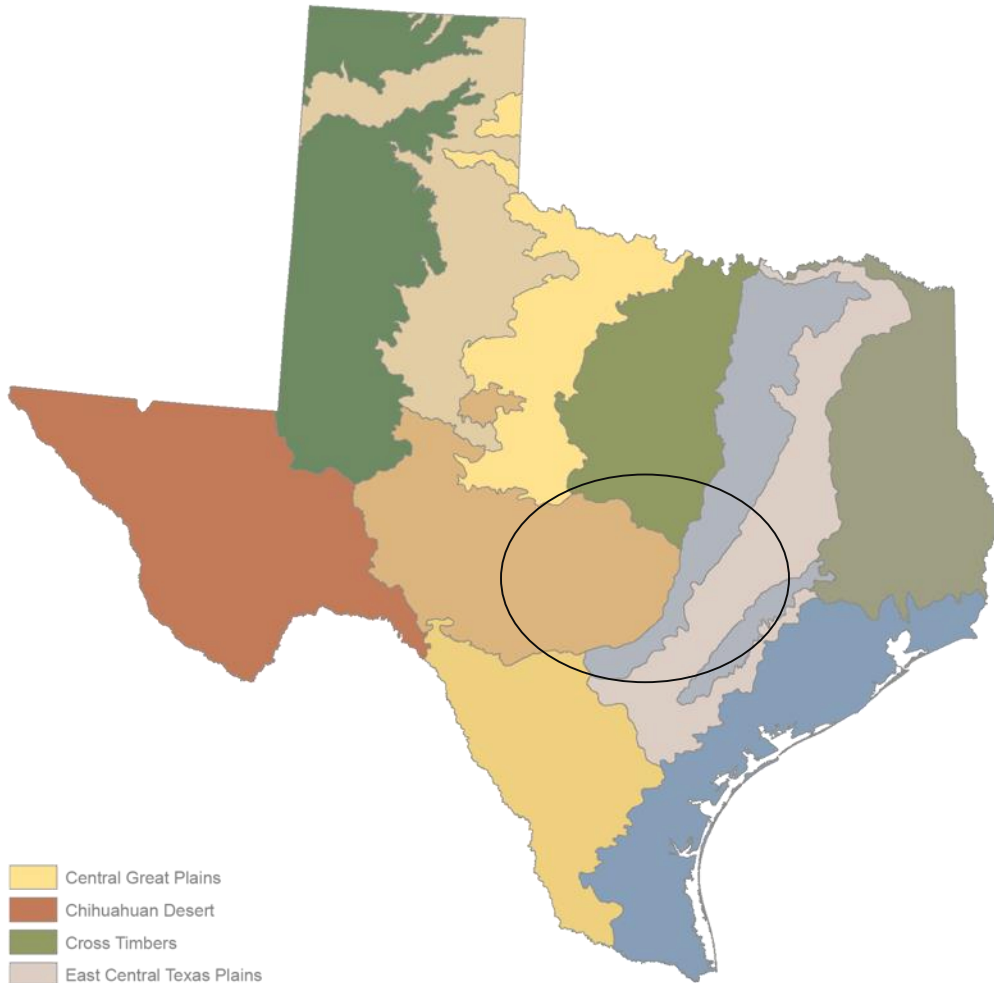 Central Great Plains
Chihuahuan Desert
Cross Timbers
East Central Texas Plains